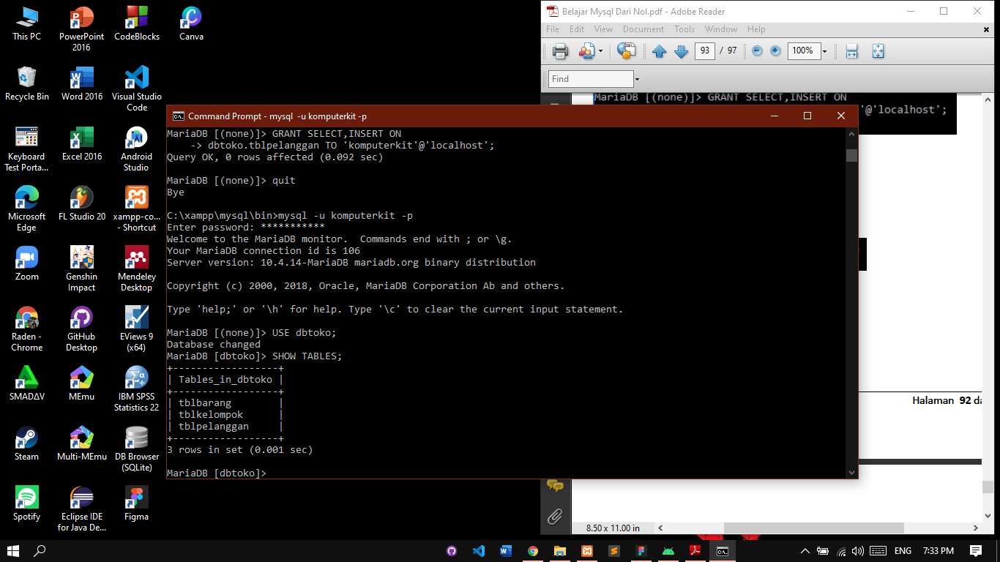 This PC
PowerPoint 2016
CodeBlocks
Canva
Recycle Bin
Word 2016
Visual Studio Code
Keyboard Test Porta...
Excel 2016
Android Studio
Microsoft Edge
FL Studio 20
xampp-co... - Shortcut
Zoom
Genshin Impact
Mendeley Desktop
Raden - Chrome
GitHub Desktop
EViews 9 (x64)
SMADΔV
MEmu
IBM SPSS Statistics 22
Steam
Multi-MEmu
DB Browser (SQLite)
Spotify
Eclipse IDE for Java De...
Figma
Belajar Mysql Dari Nol.pdf - Adobe Reader
File Edit View Document Tools Window Help
93 / 97 100%
Find
MariaDB [(none)]> GRANT SELECT,INSERT ON
'@'localhost';
Halaman 92 da
8.50 x 11.00 in
Command Prompt - mysql -u komputerkit -p
MariaDB [(none)]> GRANT SELECT,INSERT ON
    -> dbtoko.tblpelanggan TO 'komputerkit'@'localhost';
Query OK, 0 rows affected (0.092 sec)
MariaDB [(none)]> quit
Bye
C:\xampp\mysql\bin>mysql -u komputerkit -p
Enter password: ***********
Welcome to the MariaDB monitor.  Commands end with ; or \g.
Your MariaDB connection id is 106
Server version: 10.4.14-MariaDB mariadb.org binary distribution
Copyright (c) 2000, 2018, Oracle, MariaDB Corporation Ab and others.
Type 'help;' or '\h' for help. Type '\c' to clear the current input statement.
MariaDB [(none)]> USE dbtoko;
Database changed
MariaDB [dbtoko]> SHOW TABLES;
+------------------+
| Tables_in_dbtoko |
+------------------+
| tblbarang        |
| tblkelompok      |
| tblpelanggan     |
+------------------+
3 rows in set (0.001 sec)
MariaDB [dbtoko]>
ENG 7:33 PM